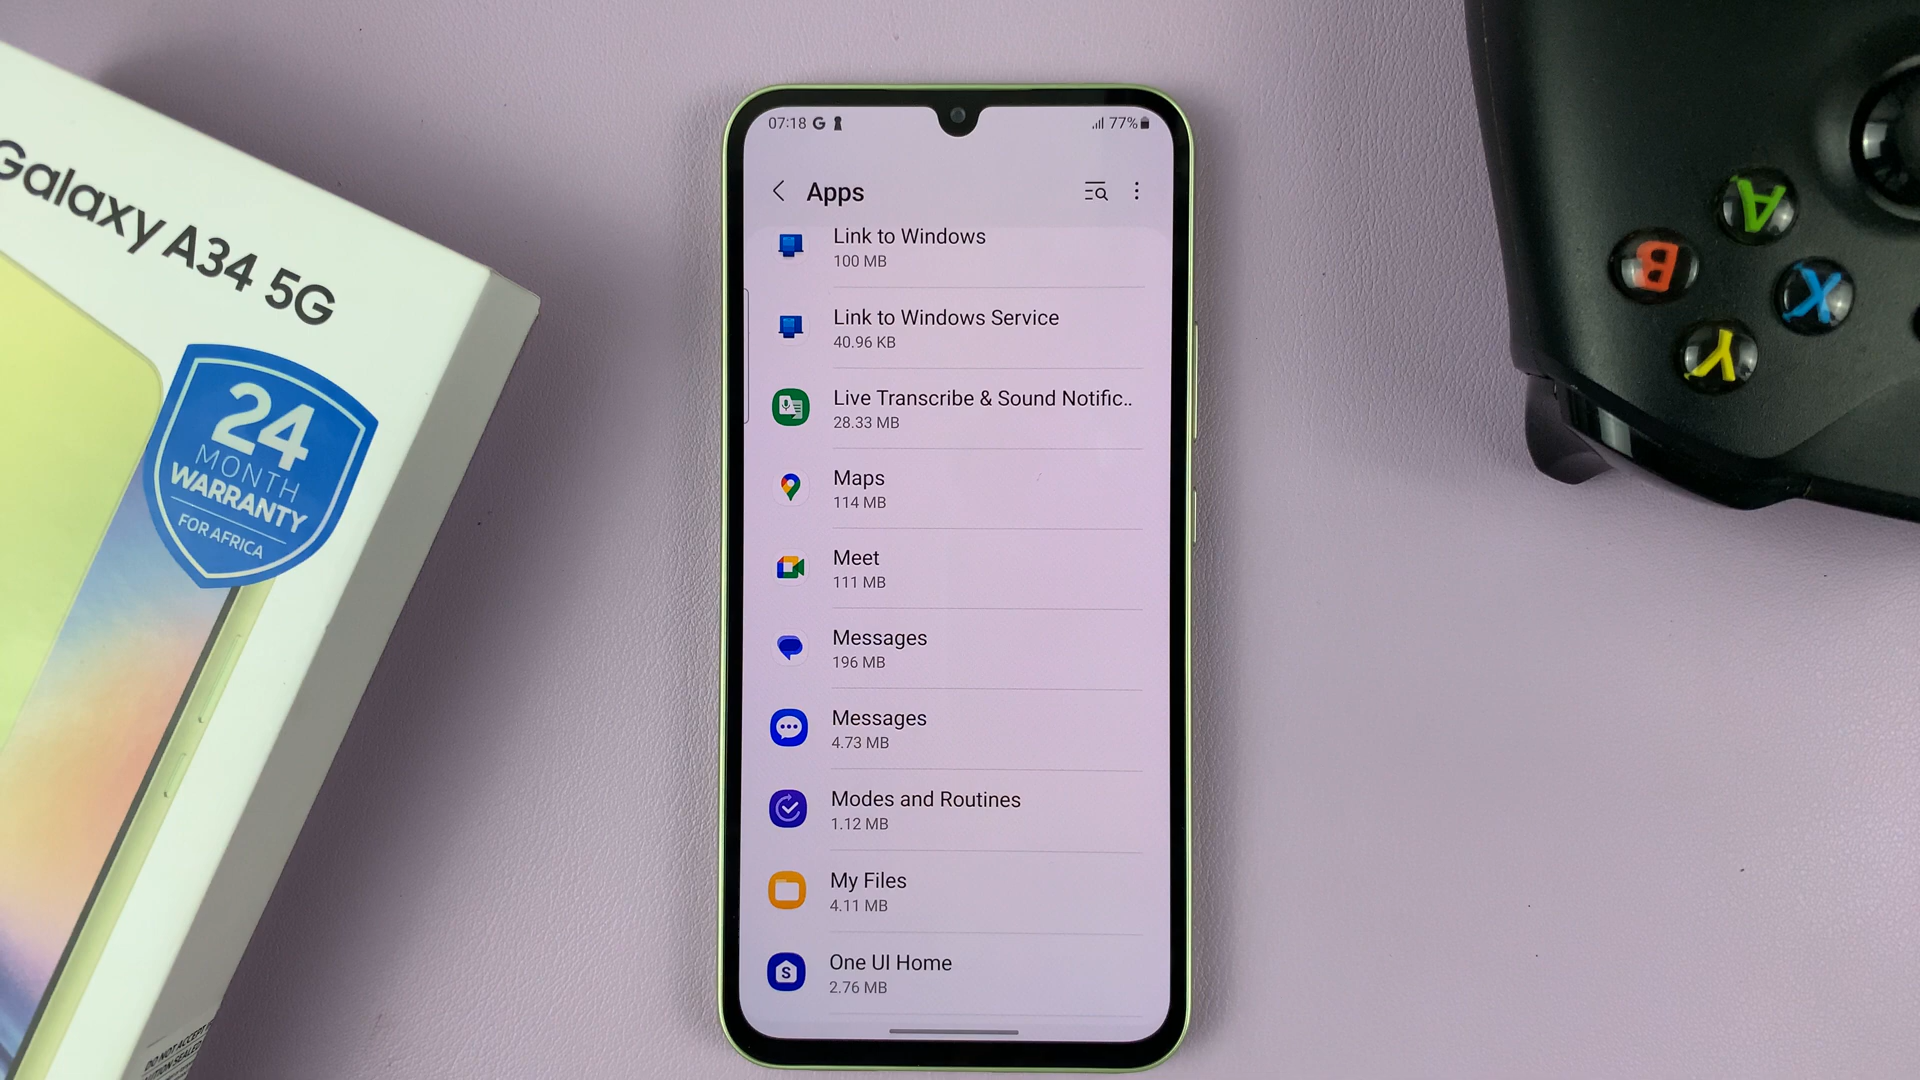 Galaxy A34 5G
24
MONTH
WARRANTY
FOR AFRICA
DO NOT ACCEPT
07:18 G
77%
Apps
Link to Windows
100 MB
Link to Windows Service
40.96 KB
Live Transcribe & Sound Notific..
28.33 MB
Maps
114 MB
Meet
111 MB
Messages
196 MB
Messages
4.73 MB
Modes and Routines
1.12 MB
My Files
4.11 MB
One UI Home
2.76 MB
S
A
B
X
Y